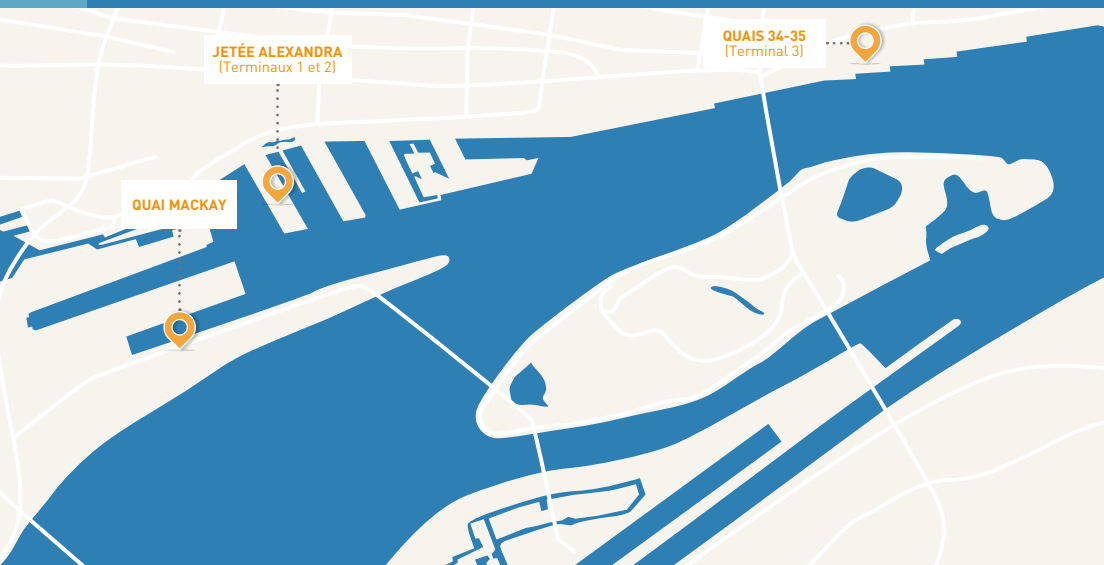 JETÉE ALEXANDRA
(Terminaux 1 et 2)
QUAIS 34-35
(Terminal 3)
QUAI MACKAY